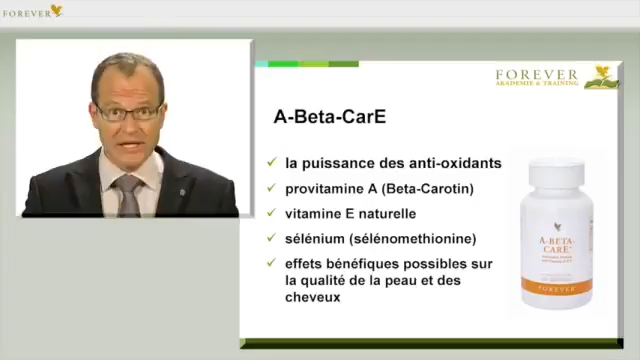 FOREVER
FOREVER
AKADEMIE & TRAINING
A-Beta-CarE
la puissance des anti-oxidants
provitamine A (Beta-Carotin)
vitamine E naturelle
sélénium (sélénomethionine)
effets bénéfiques possibles sur
la qualité de la peau et des
cheveux
A-BETA-
CARE
FOREVER